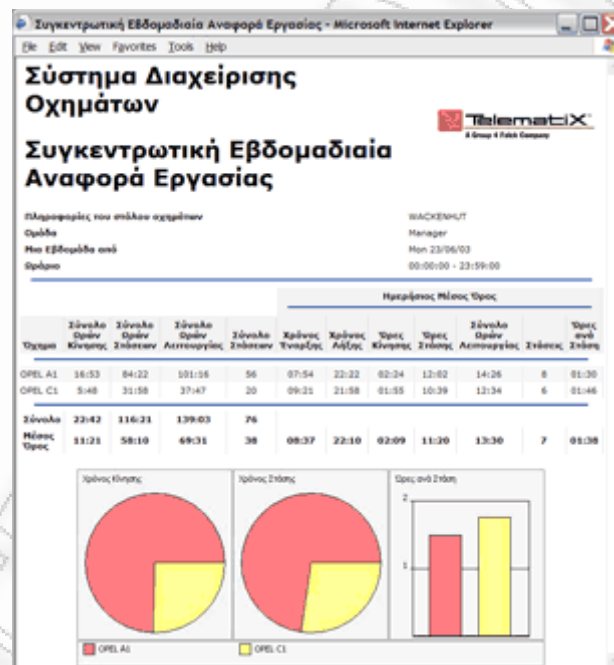 Συγκεντρωτική Εβδομαδιαία Αναφορά Εργασίας - Microsoft Internet Explorer
File Edit View Favorites Tools Help
Σύστημα Διαχείρισης
Οχημάτων
TelematiX
A Group 4 Falck Company
Συγκεντρωτική Εβδομαδιαία
Αναφορά Εργασίας
Πληροφορίες του στόλου οχημάτων WACKENHUT
Ομάδα Manager
Μια Εβδομάδα από Mon 23/06/03
Ωράριο 00:00:00 - 23:59:00
Ημερήσιος Μέσος Όρος
Όχημα Σύνολο Ωρών Κίνησης Σύνολο Ωρών Στάσεων Σύνολο Ωρών Λειτουργίας Σύνολο Στάσεων Χρόνος Έναρξης Χρόνος Λήξης Ώρες Κίνησης Ώρες Στάσης Σύνολο Ωρών Λειτουργίας Στάσεις Ώρες ανά Στάση
OPEL A1 16:53 84:22 101:16 56 07:54 22:22 02:24 12:02 14:26 8 01:30
OPEL C1 5:48 31:58 37:47 20 09:21 21:58 01:55 10:39 12:34 6 01:46
Σύνολο 22:42 116:21 139:03 76
Μέσος Όρος 11:21 58:10 69:31 38 08:37 22:10 02:09 11:20 13:30 7 01:38
Χρόνος Κίνησης Χρόνος Στάσης Ώρες ανά Στάση
2
1
OPEL A1 OPEL C1